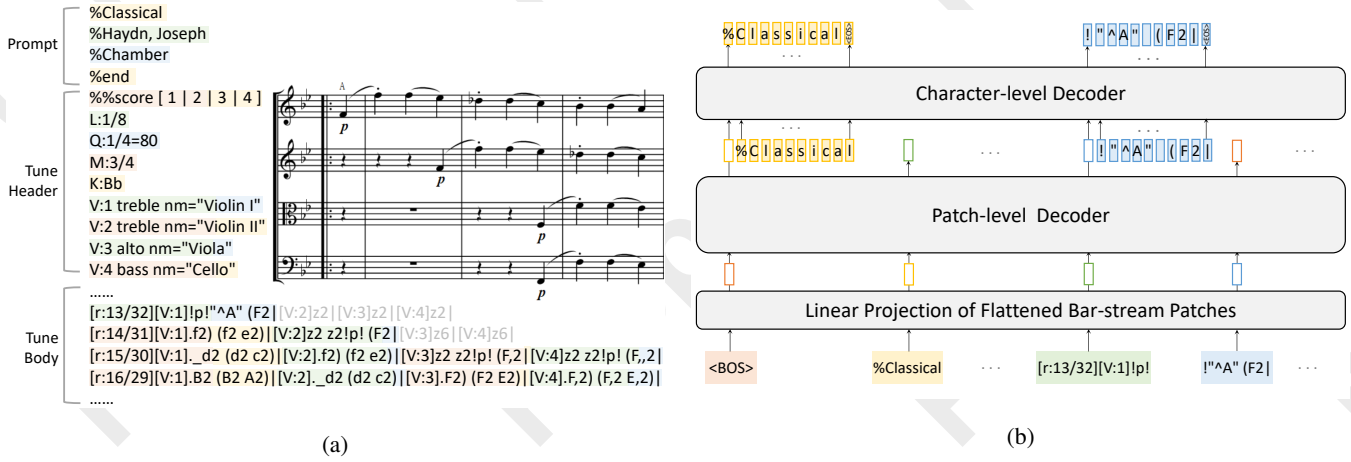 Prompt
%Classical
%Haydn, Joseph
%Chamber
%end
Tune
Header
%%score [ 1 | 2 | 3 | 4 ]
L:1/8
Q:1/4=80
M:3/4
K:Bb
V:1 treble nm="Violin I"
V:2 treble nm="Violin II"
V:3 alto nm="Viola"
V:4 bass nm="Cello"
A
p
p
p
p
Tune
Body
......
[r:13/32][V:1]!p!"^A" (F2|[V:2]z2|[V:3]z2|[V:4]z2|
[r:14/31][V:1].f2) (f2 e2)|[V:2]z2 z2!p! (F2|[V:3]z6|[V:4]z6|
[r:15/30][V:1]._d2 (d2 c2)|[V:2].f2) (f2 e2)|[V:3]z2 z2!p! (F,2|[V:4]z2 z2!p! (F,,2|
[r:16/29][V:1].B2 (B2 A2)|[V:2]._d2 (d2 c2)|[V:3].F2) (F2 E2)|[V:4].F,2) (F,2 E,2)|
......
(a)
%Classical<EOS>
!"^A" (F2|<EOS>
. . .
. . .
Character-level Decoder
. . .
. . .
%Classical
. . .
!"^A" (F2|
. . .
Patch-level Decoder
Linear Projection of Flattened Bar-stream Patches
<BOS>
%Classical
. . .
[r:13/32][V:1]!p!
!"^A" (F2|
. . .
(b)